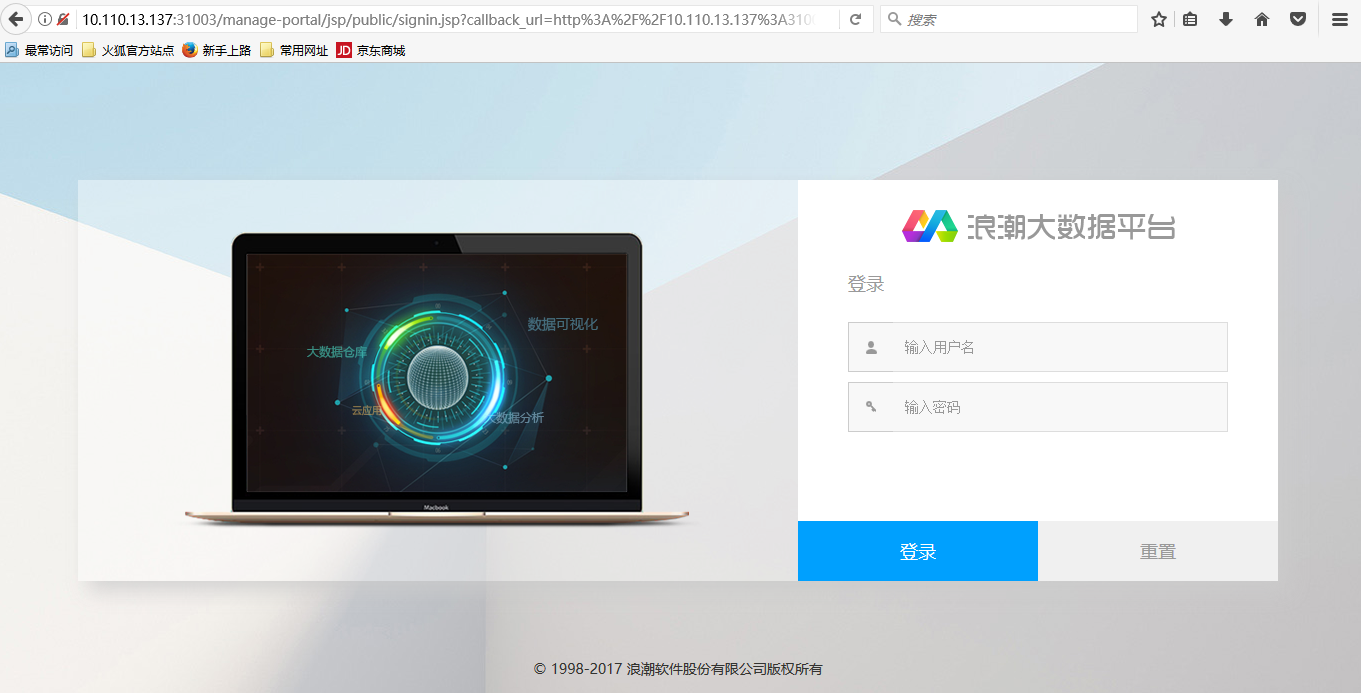 10.110.13.137:31003/manage-portal/jsp/public/signin.jsp?callback_url=http%3A%2F%2F10.110.13.137%3A3100
搜索
最常访问 火狐官方站点 新手上路 常用网址 JD 京东商城
浪潮大数据平台
登录
输入用户名
输入密码
登录 重置
数据可视化
大数据仓库
云应用
大数据分析
Macbook
© 1998-2017 浪潮软件股份有限公司版权所有